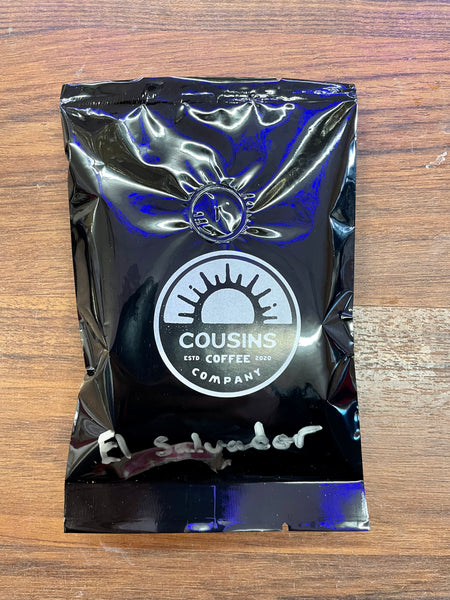 COUSINS
ESTD COFFEE 2020
COMPANY
El Salvador